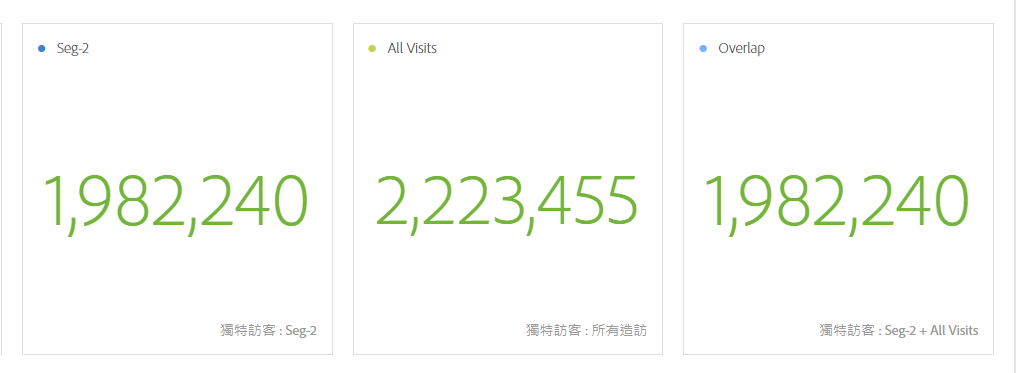 Seg-2
1,982,240
獨特訪客 : Seg-2
All Visits
2,223,455
獨特訪客 : 所有造訪
Overlap
1,982,240
獨特訪客 : Seg-2 + All Visits